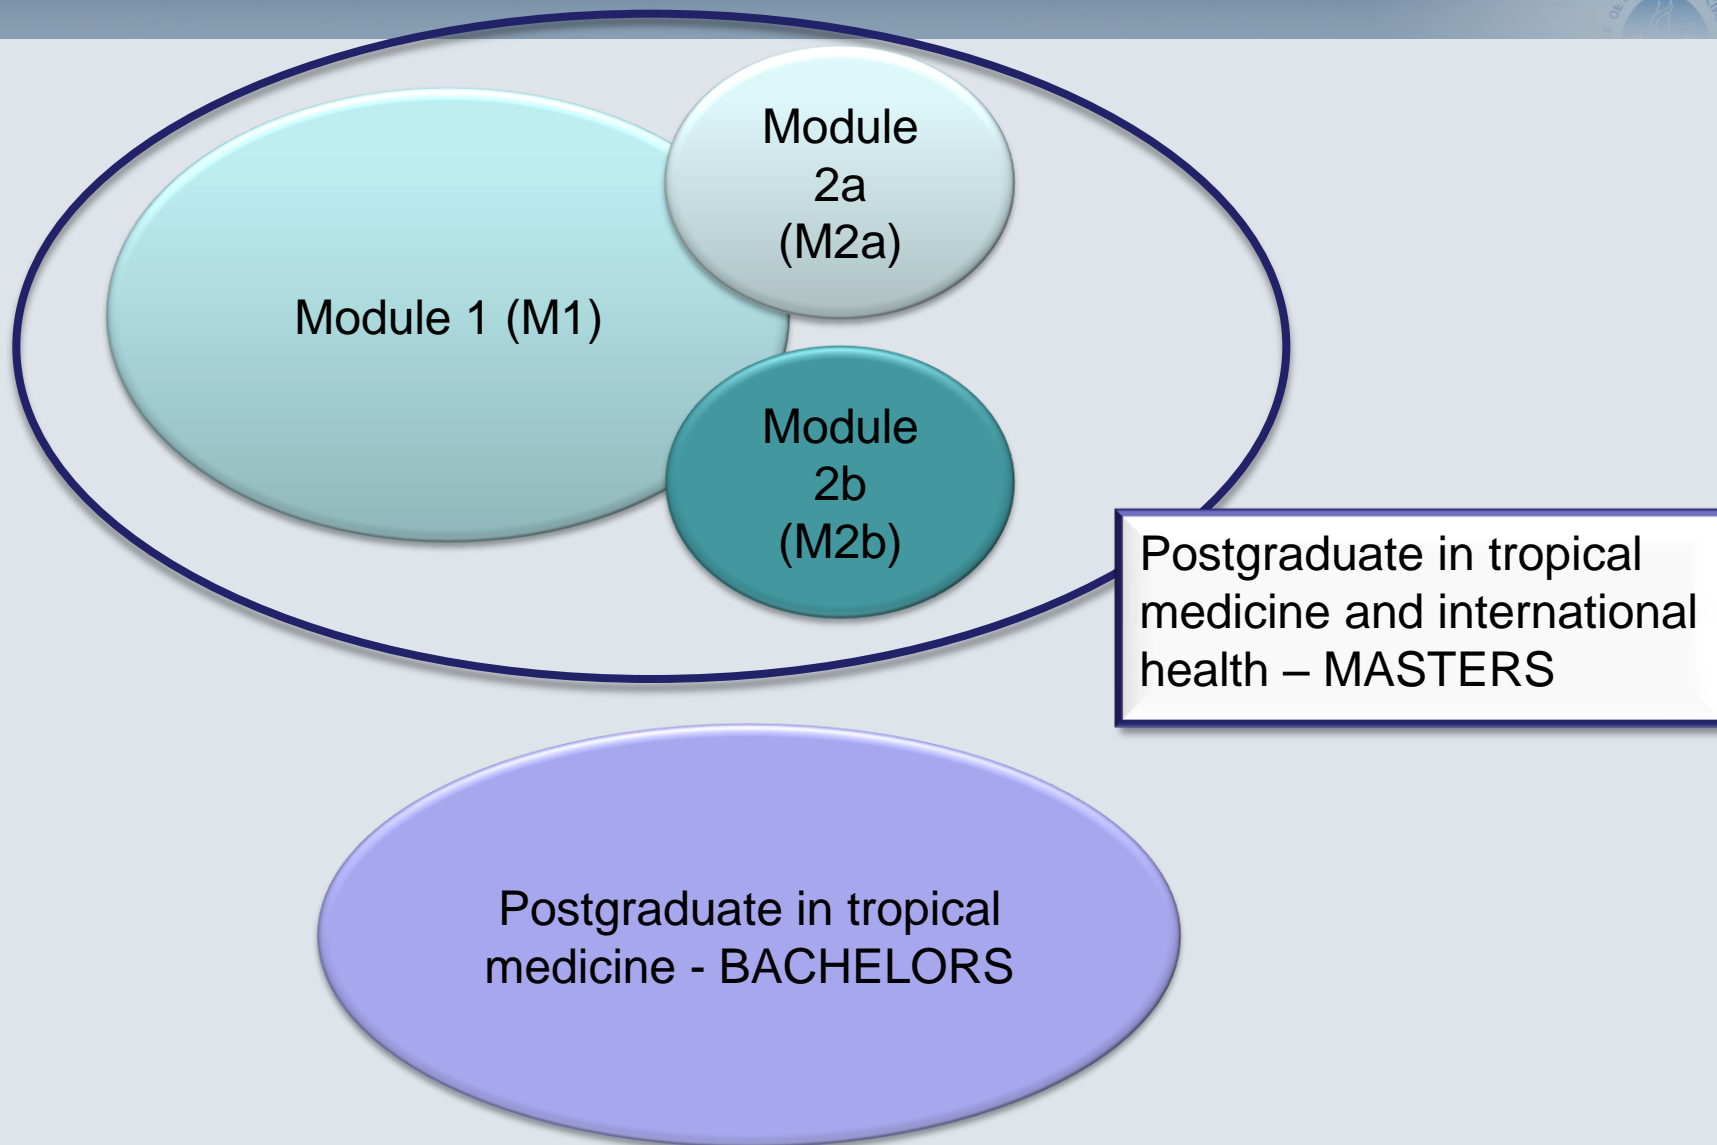 Module
2a
(M2a)
Module 1 (M1)
Module
2b
(M2b)
Postgraduate in tropical
medicine and international
health – MASTERS
Postgraduate in tropical
medicine - BACHELORS